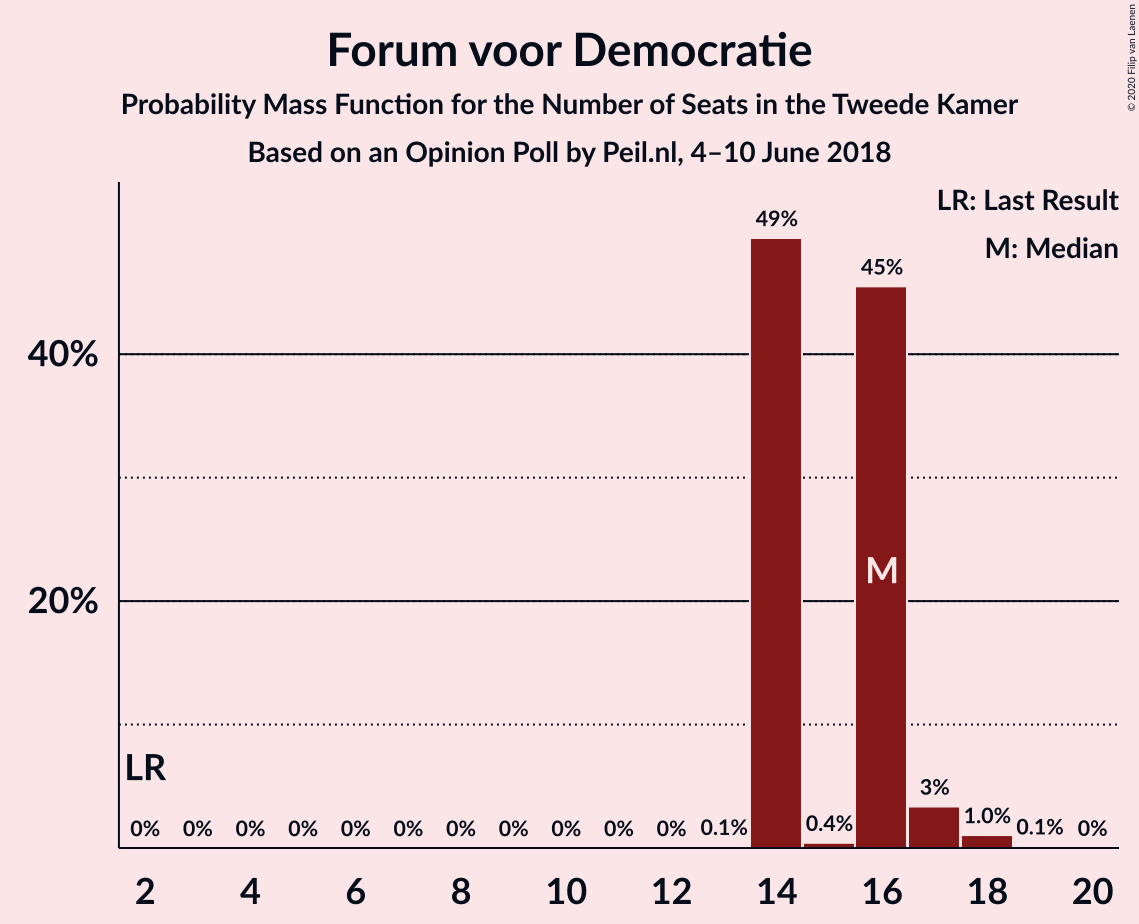 Forum voor Democratie
Probability Mass Function for the Number of Seats in the Tweede Kamer
Based on an Opinion Poll by Peil.nl, 4–10 June 2018
© 2020 Filip van Laenen
LR: Last Result
M: Median
49%
45%
40%
20%
M
LR
0% 0% 0% 0% 0% 0% 0% 0% 0% 0% 0% 0.1% 0.4% 3% 1.0% 0.1% 0%
2 4 6 8 10 12 14 16 18 20